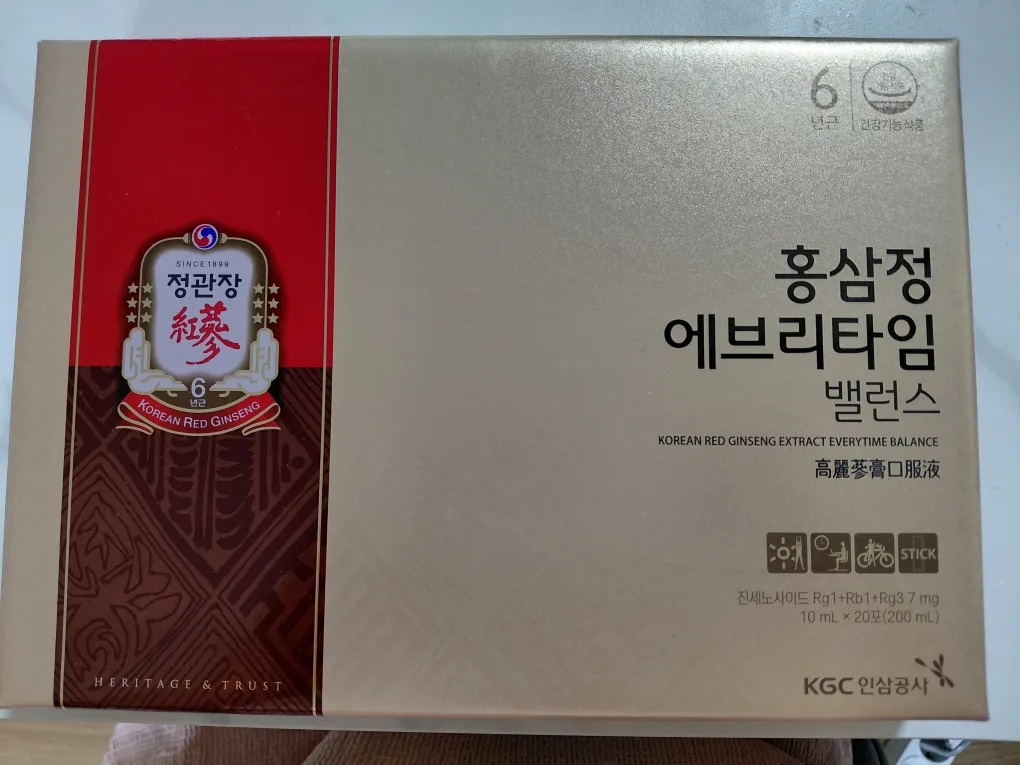 SINCE 1899
정관장
紅蔘
6
년근
KOREAN RED GINSENG
HERITAGE & TRUST
6
년근
건강기능식품
홍삼정
에브리타임
밸런스
KOREAN RED GINSENG EXTRACT EVERYTIME BALANCE
高麗蔘膏口服液
STICK
진세노사이드 Rg1+Rb1+Rg3 7 mg
10 mL × 20포(200 mL)
KGC 인삼공사